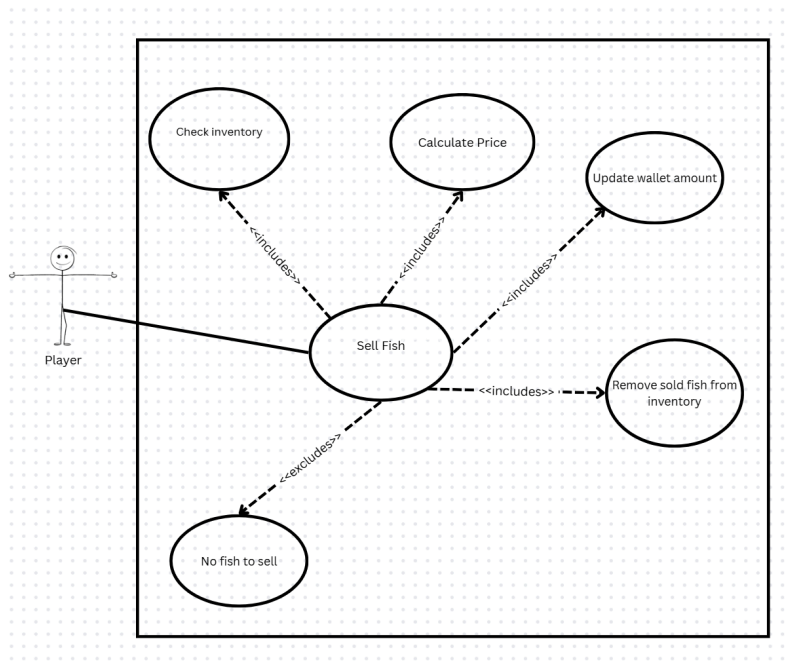 Check inventory
Calculate Price
Update wallet amount
<<includes>>
<<includes>>
<<includes>>
Player
Sell Fish
<<includes>>
Remove sold fish from
inventory
<<excludes>>
No fish to sell